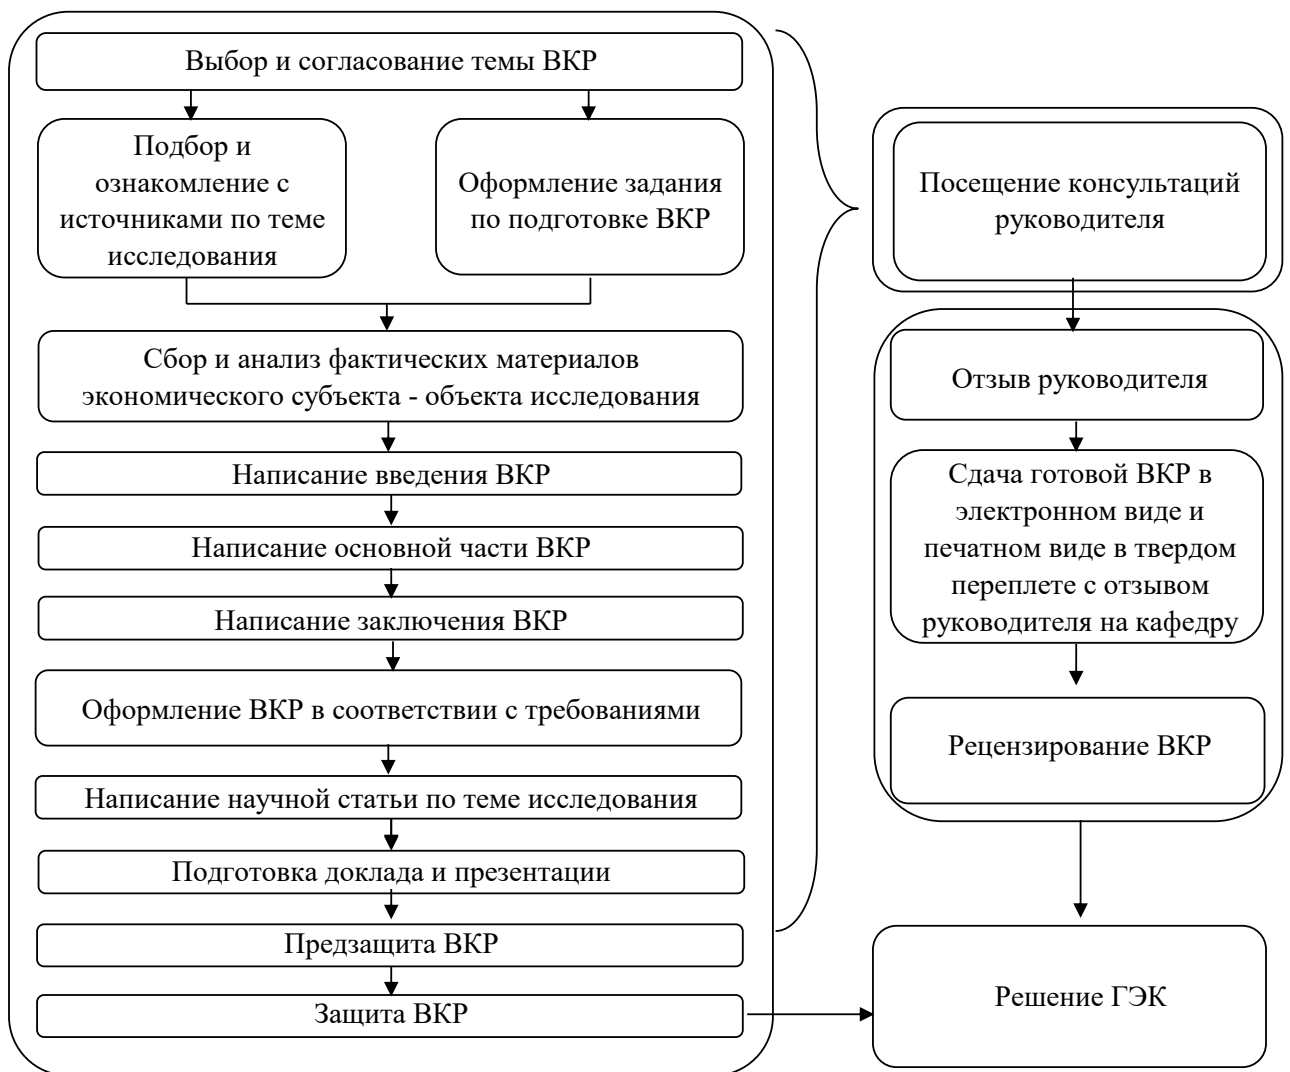 Выбор и согласование темы ВКР
Подбор и
ознакомление с
источниками по теме
исследования
Оформление задания
по подготовке ВКР
Сбор и анализ фактических материалов
экономического субъекта - объекта исследования
Написание введения ВКР
Написание основной части ВКР
Написание заключения ВКР
Оформление ВКР в соответствии с требованиями
Написание научной статьи по теме исследования
Подготовка доклада и презентации
Предзащита ВКР
Защита ВКР
Посещение консультаций
руководителя
Отзыв руководителя
Сдача готовой ВКР в
электронном виде и
печатном виде в твердом
переплете с отзывом
руководителя на кафедру
Рецензирование ВКР
Решение ГЭК